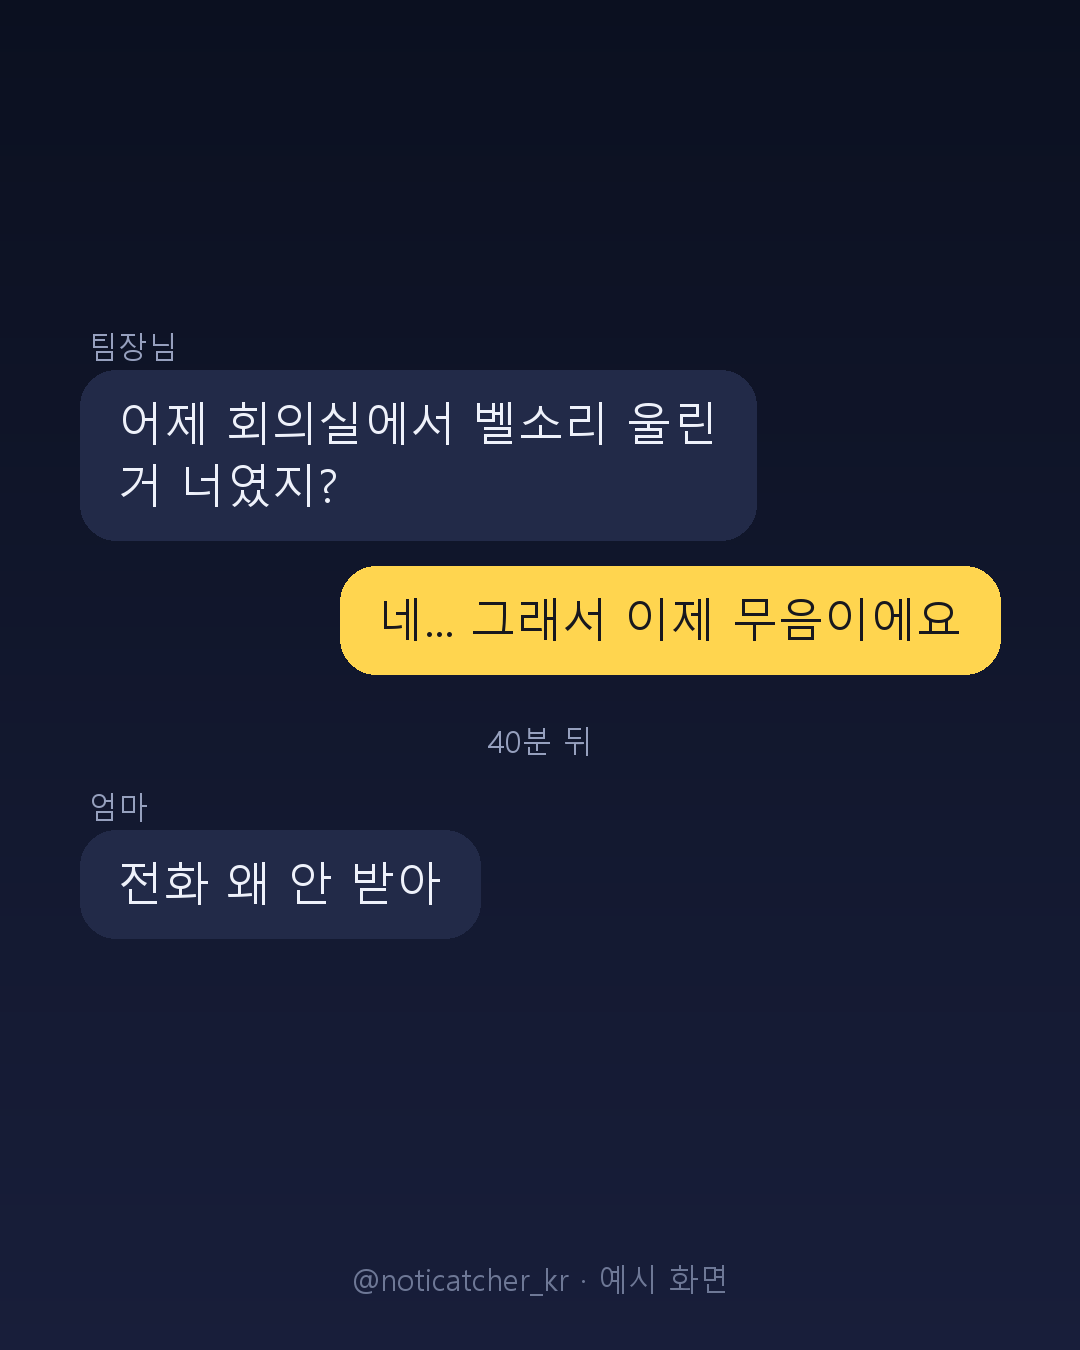 팀장님
어제 회의실에서 벨소리 울린
거 너였지?
네... 그래서 이제 무음이에요
40분 뒤
엄마
전화 왜 안 받아
@noticatcher_kr · 예시 화면